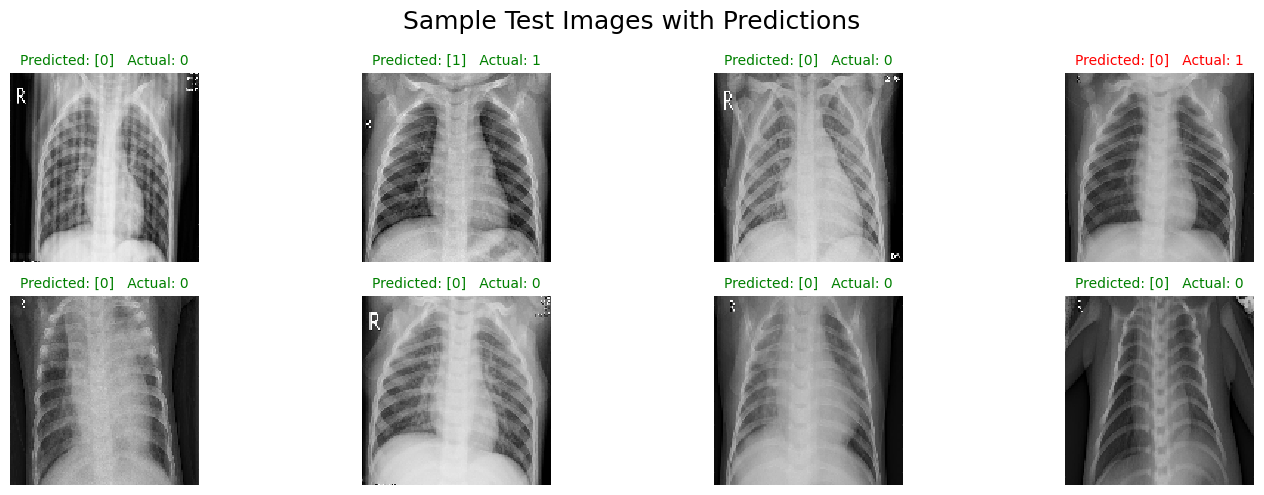 Sample Test Images with Predictions
Predicted: [0]   Actual: 0
Predicted: [1]   Actual: 1
Predicted: [0]   Actual: 0
Predicted: [0]   Actual: 1
R
R
Predicted: [0]   Actual: 0
Predicted: [0]   Actual: 0
Predicted: [0]   Actual: 0
Predicted: [0]   Actual: 0
R